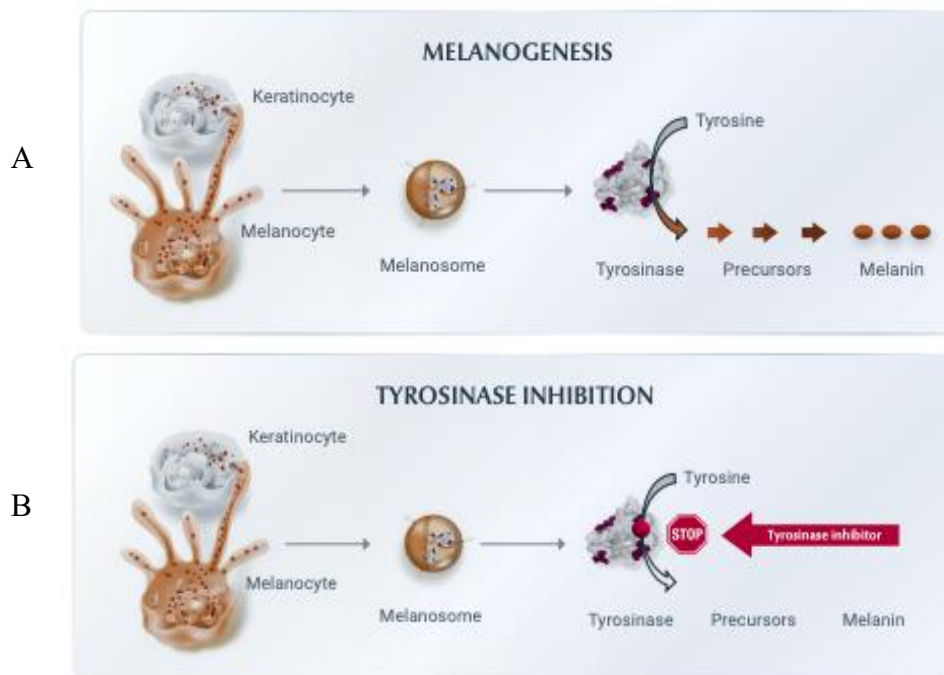 A
MELANOGENESIS
Keratinocyte
Tyrosine
Melanocyte
Melanosome
Tyrosinase
Precursors
Melanin
B
TYROSINASE INHIBITION
Keratinocyte
Tyrosine
STOP
Tyrosinase inhibitor
Melanocyte
Melanosome
Tyrosinase
Precursors
Melanin